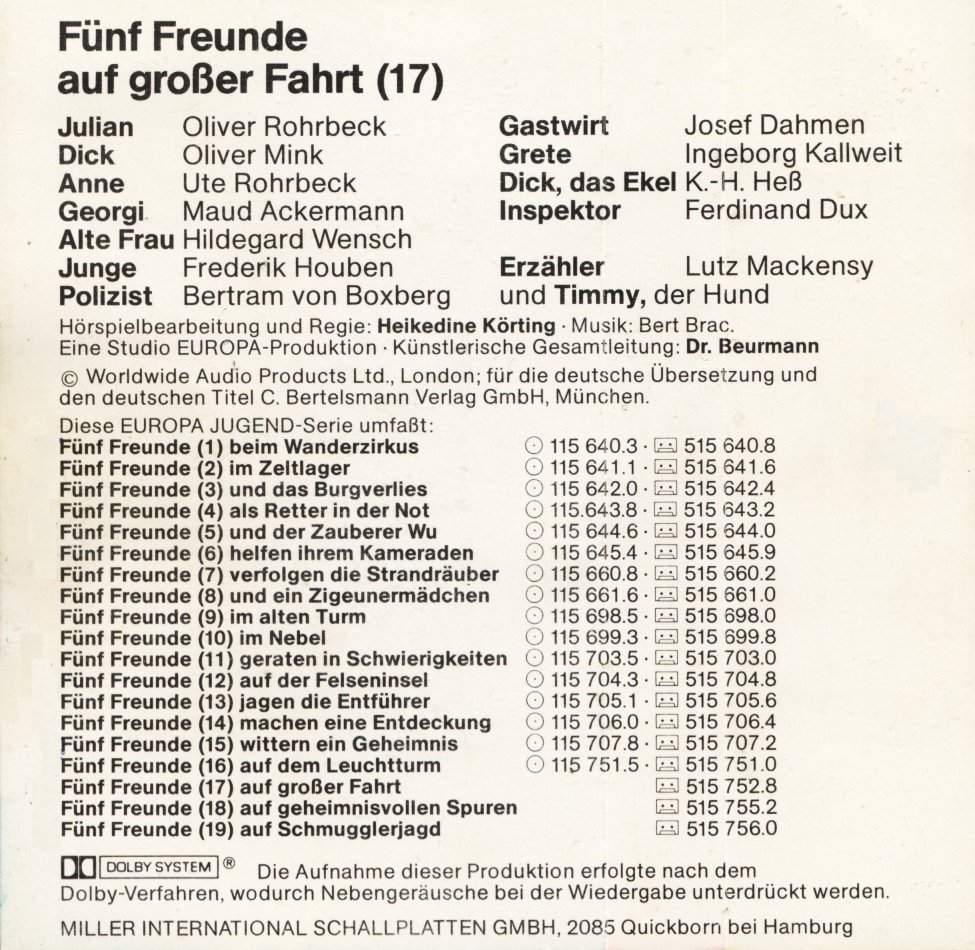 Fünf Freunde
auf großer Fahrt (17)
Julian Oliver Rohrbeck
Dick Oliver Mink
Anne Ute Rohrbeck
Georgi Maud Ackermann
Alte Frau Hildegard Wensch
Junge Frederik Houben
Polizist Bertram von Boxberg
Gastwirt Josef Dahmen
Grete Ingeborg Kallweit
Dick, das Ekel K.-H. Heß
Inspektor Ferdinand Dux
Erzähler Lutz Mackensy
und Timmy, der Hund
Hörspielbearbeitung und Regie: Heikedine Körting · Musik: Bert Brac.
Eine Studio EUROPA-Produktion · Künstlerische Gesamtleitung: Dr. Beurmann
© Worldwide Audio Products Ltd., London; für die deutsche Übersetzung und
den deutschen Titel C. Bertelsmann Verlag GmbH, München.
Diese EUROPA JUGEND-Serie umfaßt:
Fünf Freunde (1) beim Wanderzirkus 115 640.3 · 515 640.8
Fünf Freunde (2) im Zeltlager 115 641.1 · 515 641.6
Fünf Freunde (3) und das Burgverlies 115 642.0 · 515 642.4
Fünf Freunde (4) als Retter in der Not 115.643.8 · 515 643.2
Fünf Freunde (5) und der Zauberer Wu 115 644.6 · 515 644.0
Fünf Freunde (6) helfen ihrem Kameraden 115 645.4 · 515 645.9
Fünf Freunde (7) verfolgen die Strandräuber 115 660.8 · 515 660.2
Fünf Freunde (8) und ein Zigeunermädchen 115 661.6 · 515 661.0
Fünf Freunde (9) im alten Turm 115 698.5 · 515 698.0
Fünf Freunde (10) im Nebel 115 699.3 · 515 699.8
Fünf Freunde (11) geraten in Schwierigkeiten 115 703.5 · 515 703.0
Fünf Freunde (12) auf der Felseninsel 115 704.3 · 515 704.8
Fünf Freunde (13) jagen die Entführer 115 705.1 · 515 705.6
Fünf Freunde (14) machen eine Entdeckung 115 706.0 · 515 706.4
Fünf Freunde (15) wittern ein Geheimnis 115 707.8 · 515 707.2
Fünf Freunde (16) auf dem Leuchtturm 115 751.5 · 515 751.0
Fünf Freunde (17) auf großer Fahrt 515 752.8
Fünf Freunde (18) auf geheimnisvollen Spuren 515 755.2
Fünf Freunde (19) auf Schmugglerjagd 515 756.0
DOLBY SYSTEM ® Die Aufnahme dieser Produktion erfolgte nach dem
Dolby-Verfahren, wodurch Nebengeräusche bei der Wiedergabe unterdrückt werden.
MILLER INTERNATIONAL SCHALLPLATTEN GMBH, 2085 Quickborn bei Hamburg